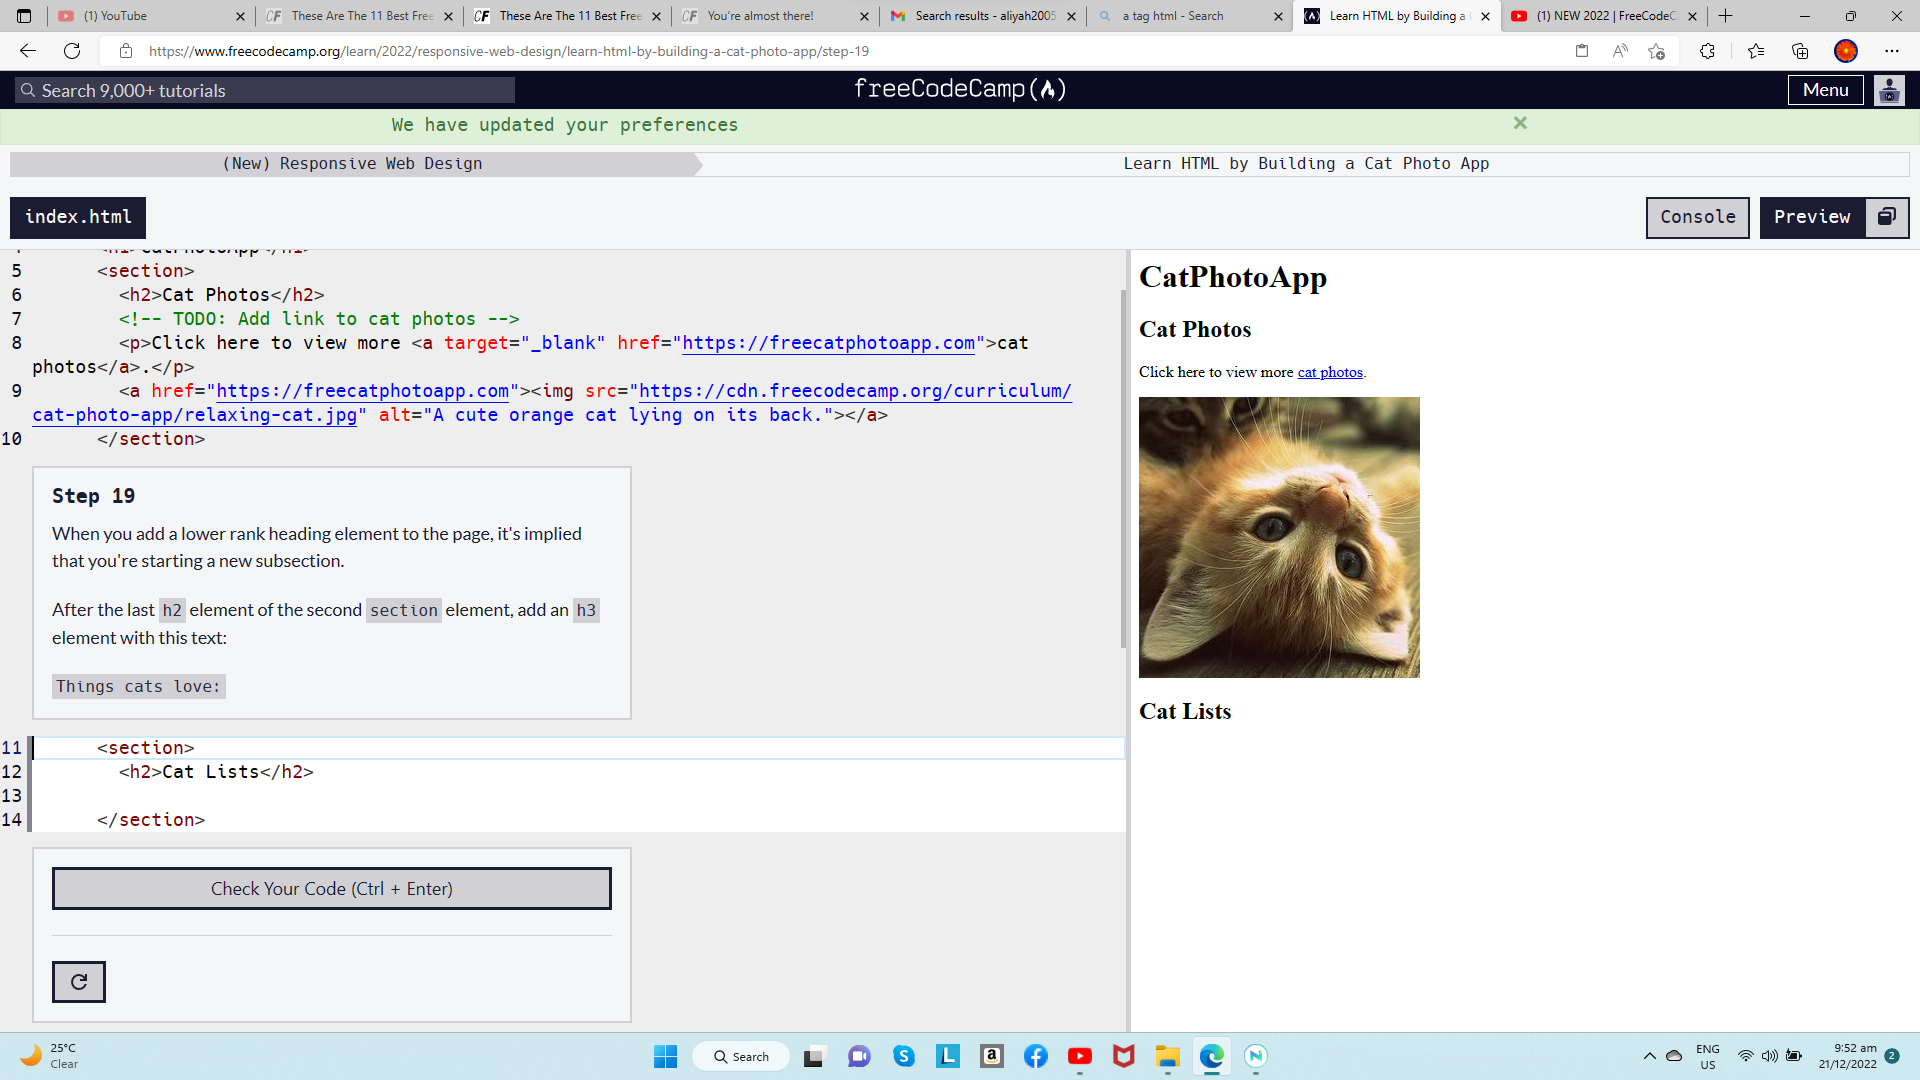 (1) YouTube
These Are The 11 Best Free
These Are The 11 Best Free
You're almost there!
Search results - aliyah2005
a tag html - Search
Learn HTML by Building a
(1) NEW 2022 | FreeCodeC
https://www.freecodecamp.org/learn/2022/responsive-web-design/learn-html-by-building-a-cat-photo-app/step-19
Search 9,000+ tutorials
freeCodeCamp
Menu
We have updated your preferences
(New) Responsive Web Design
Learn HTML by Building a Cat Photo App
index.html
Console
Preview
4 <h1>CatPhotoApp</h1>
5 <section>
6 <h2>Cat Photos</h2>
7 <!-- TODO: Add link to cat photos -->
8 <p>Click here to view more <a target="_blank" href="https://freecatphotoapp.com">cat
photos</a>.</p>
9 <a href="https://freecatphotoapp.com"><img src="https://cdn.freecodecamp.org/curriculum/
cat-photo-app/relaxing-cat.jpg" alt="A cute orange cat lying on its back."></a>
10 </section>
Step 19
When you add a lower rank heading element to the page, it's implied
that you're starting a new subsection.
After the last h2 element of the second section element, add an h3
element with this text:
Things cats love:
11 <section>
12 <h2>Cat Lists</h2>
13
14 </section>
Check Your Code (Ctrl + Enter)
CatPhotoApp
Cat Photos
Click here to view more cat photos.
Cat Lists
25°C
Clear
Search
ENG
US
9:52 am
21/12/2022
2